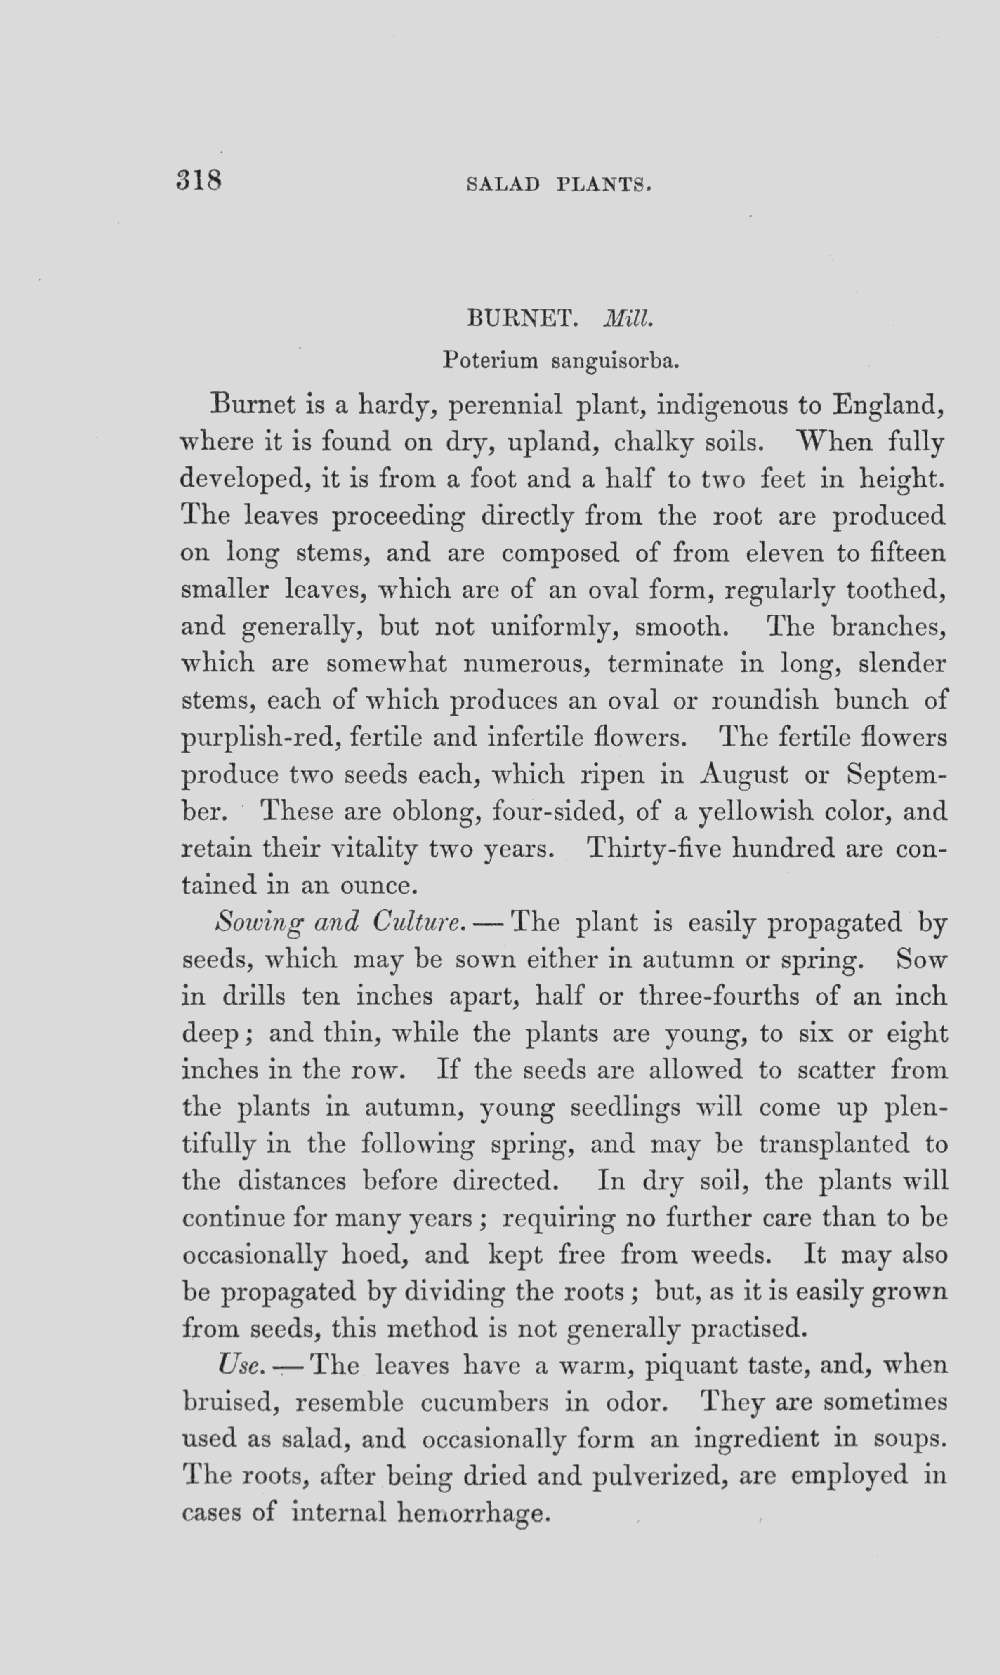 318 SALAD PLANTS.
BURNET. Mill.
Poterium sanguisorba.
Burnet is a hardy, perennial plant, indigenous to England,
where it is found on dry, upland, chalky soils. When fully
developed, it is from a foot and a half to two feet in height.
The leaves proceeding directly from the root are produced
on long stems, and are composed of from eleven to fifteen
smaller leaves, which are of an oval form, regularly toothed,
and generally, but not uniformly, smooth. The branches,
which are somewhat numerous, terminate in long, slender
stems, each of which produces an oval or roundish bunch of
purplish-red, fertile and infertile flowers. The fertile flowers
produce two seeds each, which ripen in August or Septem-
ber. These are oblong, four-sided, of a yellowish color, and
retain their vitality two years. Thirty-five hundred are con-
tained in an ounce.
Sowing and Culture. — The plant is easily propagated by
seeds, which may be sown either in autumn or spring. Sow
in drills ten inches apart, half or three-fourths of an inch
deep; and thin, while the plants are young, to six or eight
inches in the row. If the seeds are allowed to scatter from
the plants in autumn, young seedlings will come up plen-
tifully in the following spring, and may be transplanted to
the distances before directed. In dry soil, the plants will
continue for many years; requiring no further care than to be
occasionally hoed, and kept free from weeds. It may also
be propagated by dividing the roots; but, as it is easily grown
from seeds, this method is not generally practised.
Use. — The leaves have a warm, piquant taste, and, when
bruised, resemble cucumbers in odor. They are sometimes
used as salad, and occasionally form an ingredient in soups.
The roots, after being dried and pulverized, are employed in
cases of internal hemorrhage.